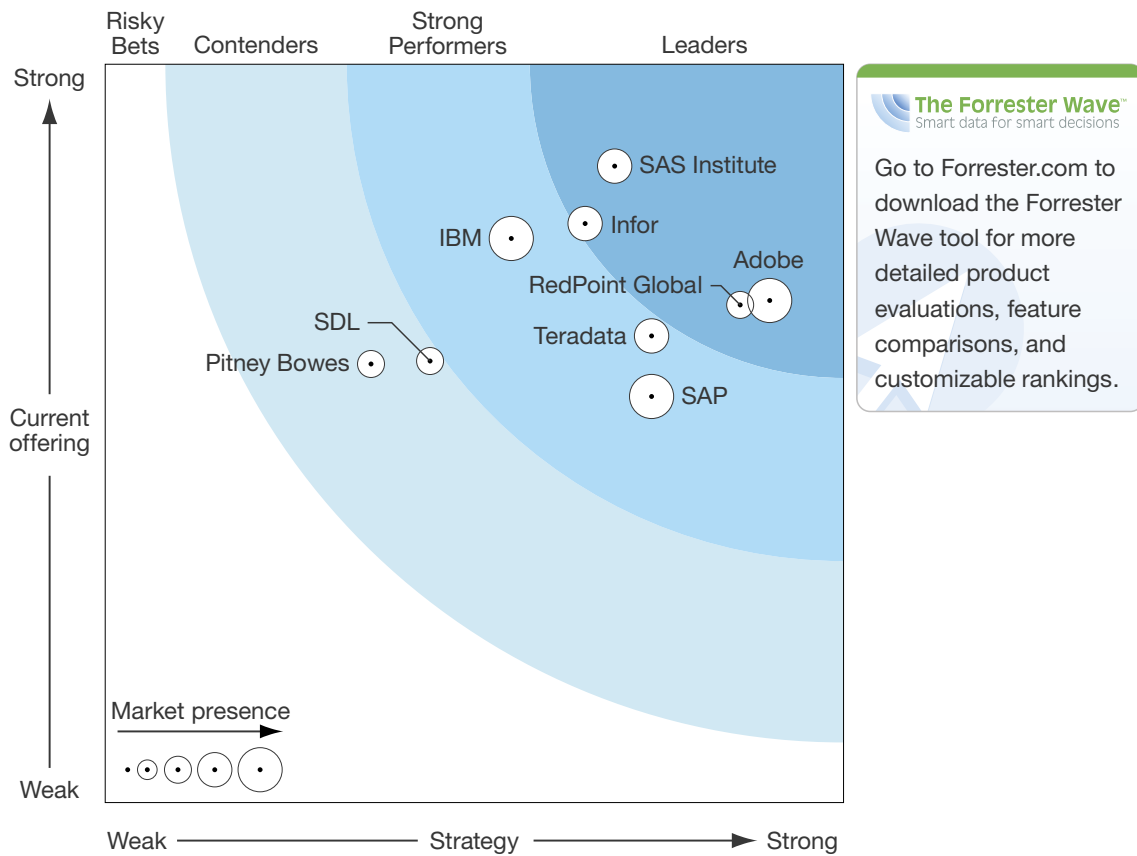 Risky
Bets
Contenders
Strong
Performers
Leaders
Strong
Current
offering
Weak
SAS Institute
Infor
IBM
Adobe
RedPoint Global
Teradata
SDL
Pitney Bowes
SAP
Market presence
Weak
Strategy
Strong
The Forrester Wave™
Smart data for smart decisions
Go to Forrester.com to
download the Forrester
Wave tool for more
detailed product
evaluations, feature
comparisons, and
customizable rankings.